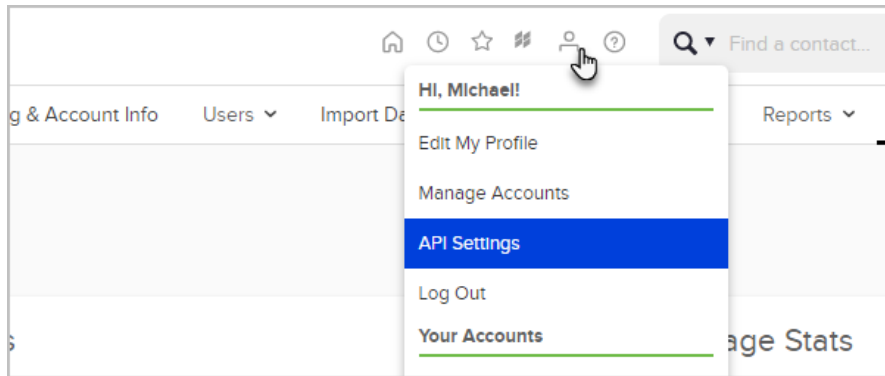 Find a contact...
Hi, Michael!
g & Account Info Users Import Da Reports
Edit My Profile
Manage Accounts
API Settings
Log Out
Your Accounts
s age Stats